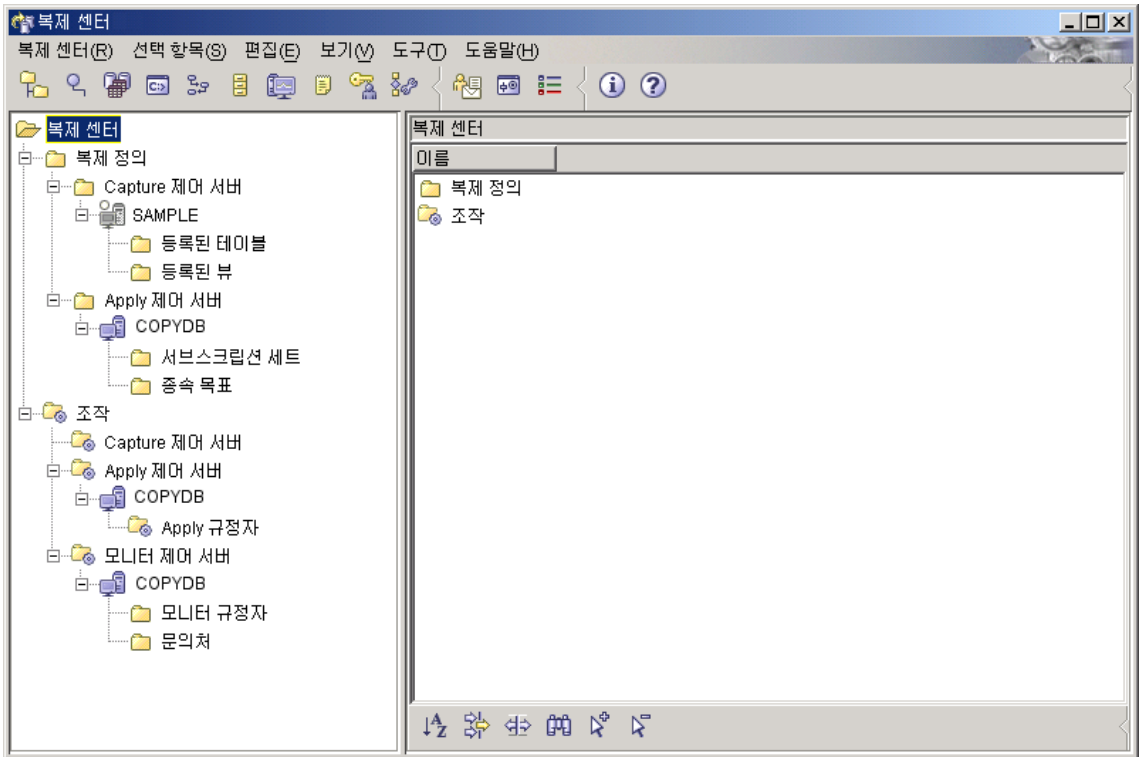 복제 센터
복제 센터(R) 선택 항목(S) 편집(E) 보기(V) 도구(T) 도움말(H)
복제 센터
복제 정의
Capture 제어 서버
SAMPLE
등록된 테이블
등록된 뷰
Apply 제어 서버
COPYDB
서브스크립션 세트
종속 목표
조작
Capture 제어 서버
Apply 제어 서버
COPYDB
Apply 규정자
모니터 제어 서버
COPYDB
모니터 규정자
문의처
복제 센터
이름
복제 정의
조작